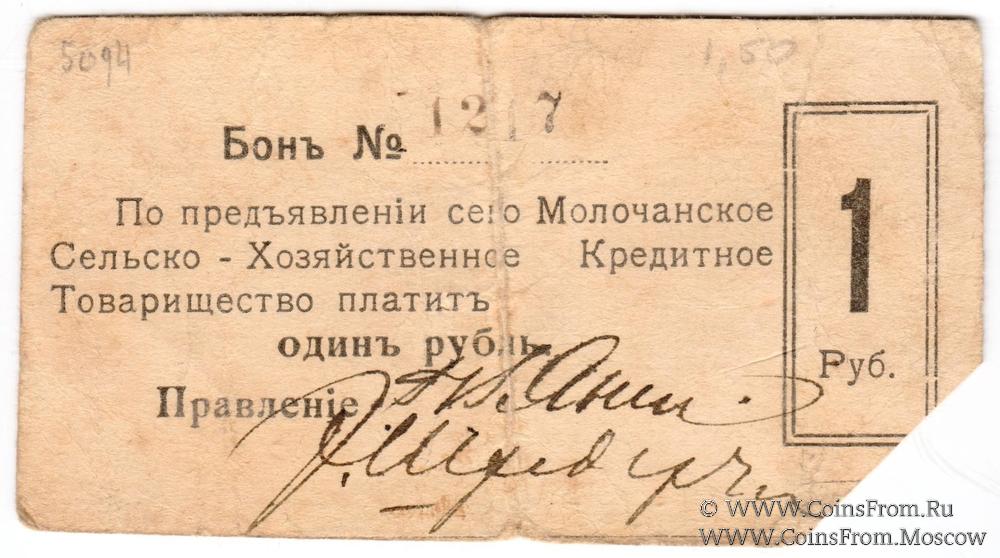 5094 1,50
Бонъ № 1217
По предъявленіи сего Молочанское
Сельско - Хозяйственное Кредитное
Товарищество платитъ
одинъ рубль.
Правленіе
1
Руб.
© WWW.CoinsFrom.Ru
WWW.CoinsFrom.Moscow